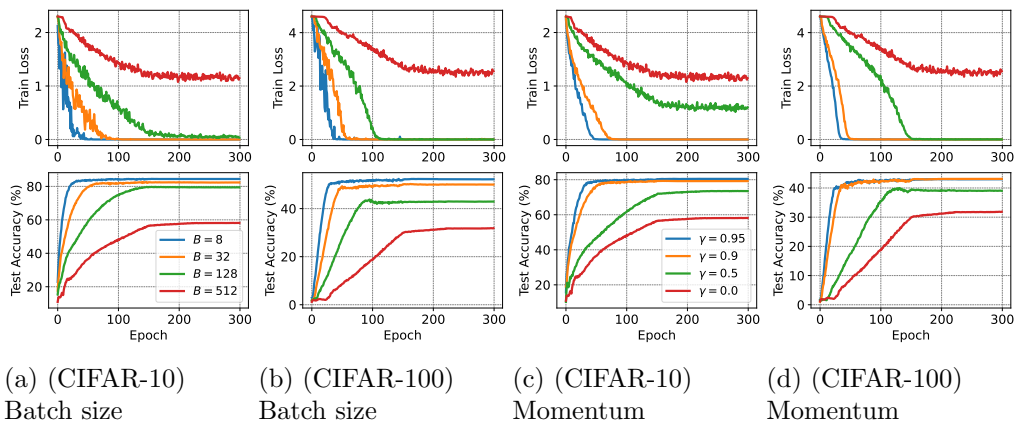 Train Loss
2
1
0
0 100 200 300
Test Accuracy (%)
80
60
40
20
B = 8
B = 32
B = 128
B = 512
0 100 200 300
Epoch
(a) (CIFAR-10)
Batch size
Train Loss
4
2
0
0 100 200 300
Test Accuracy (%)
40
20
0
0 100 200 300
Epoch
(b) (CIFAR-100)
Batch size
Train Loss
2
1
0
0 100 200 300
Test Accuracy (%)
80
60
40
20
γ = 0.95
γ = 0.9
γ = 0.5
γ = 0.0
0 100 200 300
Epoch
(c) (CIFAR-10)
Momentum
Train Loss
4
2
0
0 100 200 300
Test Accuracy (%)
40
30
20
10
0
0 100 200 300
Epoch
(d) (CIFAR-100)
Momentum